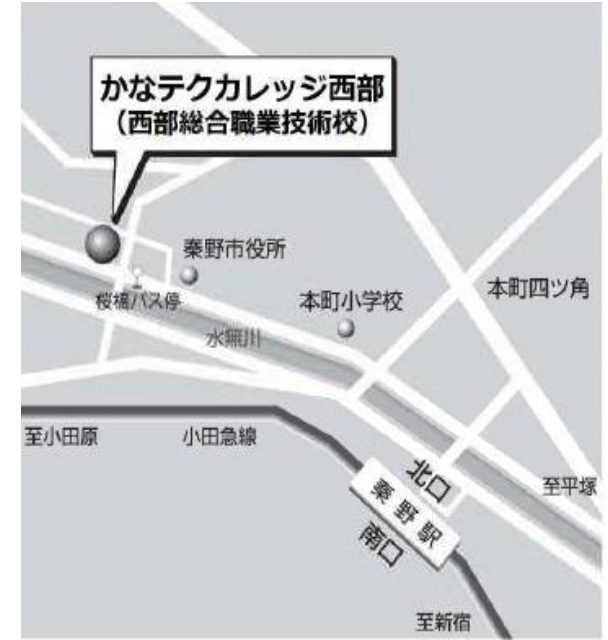 かなテクカレッジ西部
（西部総合職業技術校）
秦野市役所
桜橋バス停
本町小学校
本町四ツ角
水無川
至小田原
小田急線
北口
秦野駅
南口
至平塚
至新宿